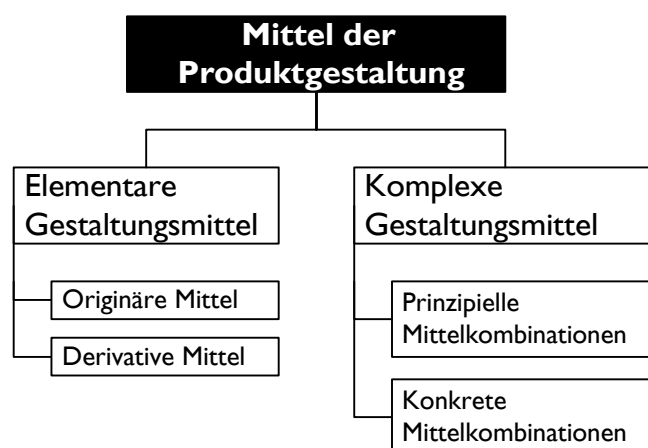 Mittel der
Produktgestaltung
Elementare
Gestaltungsmittel
Originäre Mittel
Derivative Mittel
Komplexe
Gestaltungsmittel
Prinzipielle
Mittelkombinationen
Konkrete
Mittelkombinationen